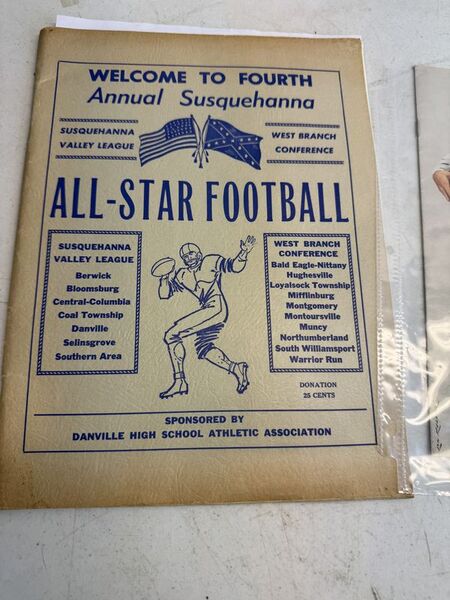 WELCOME TO FOURTH
Annual Susquehanna
SUSQUEHANNA
VALLEY LEAGUE
WEST BRANCH
CONFERENCE
ALL-STAR FOOTBALL
SUSQUEHANNA
VALLEY LEAGUE
Berwick
Bloomsburg
Central-Columbia
Coal Township
Danville
Selinsgrove
Southern Area
WEST BRANCH
CONFERENCE
Bald Eagle-Nittany
Hughesville
Loyalsock Township
Mifflinburg
Montgomery
Montoursville
Muncy
Northumberland
South Williamsport
Warrior Run
DONATION
25 CENTS
SPONSORED BY
DANVILLE HIGH SCHOOL ATHLETIC ASSOCIATION